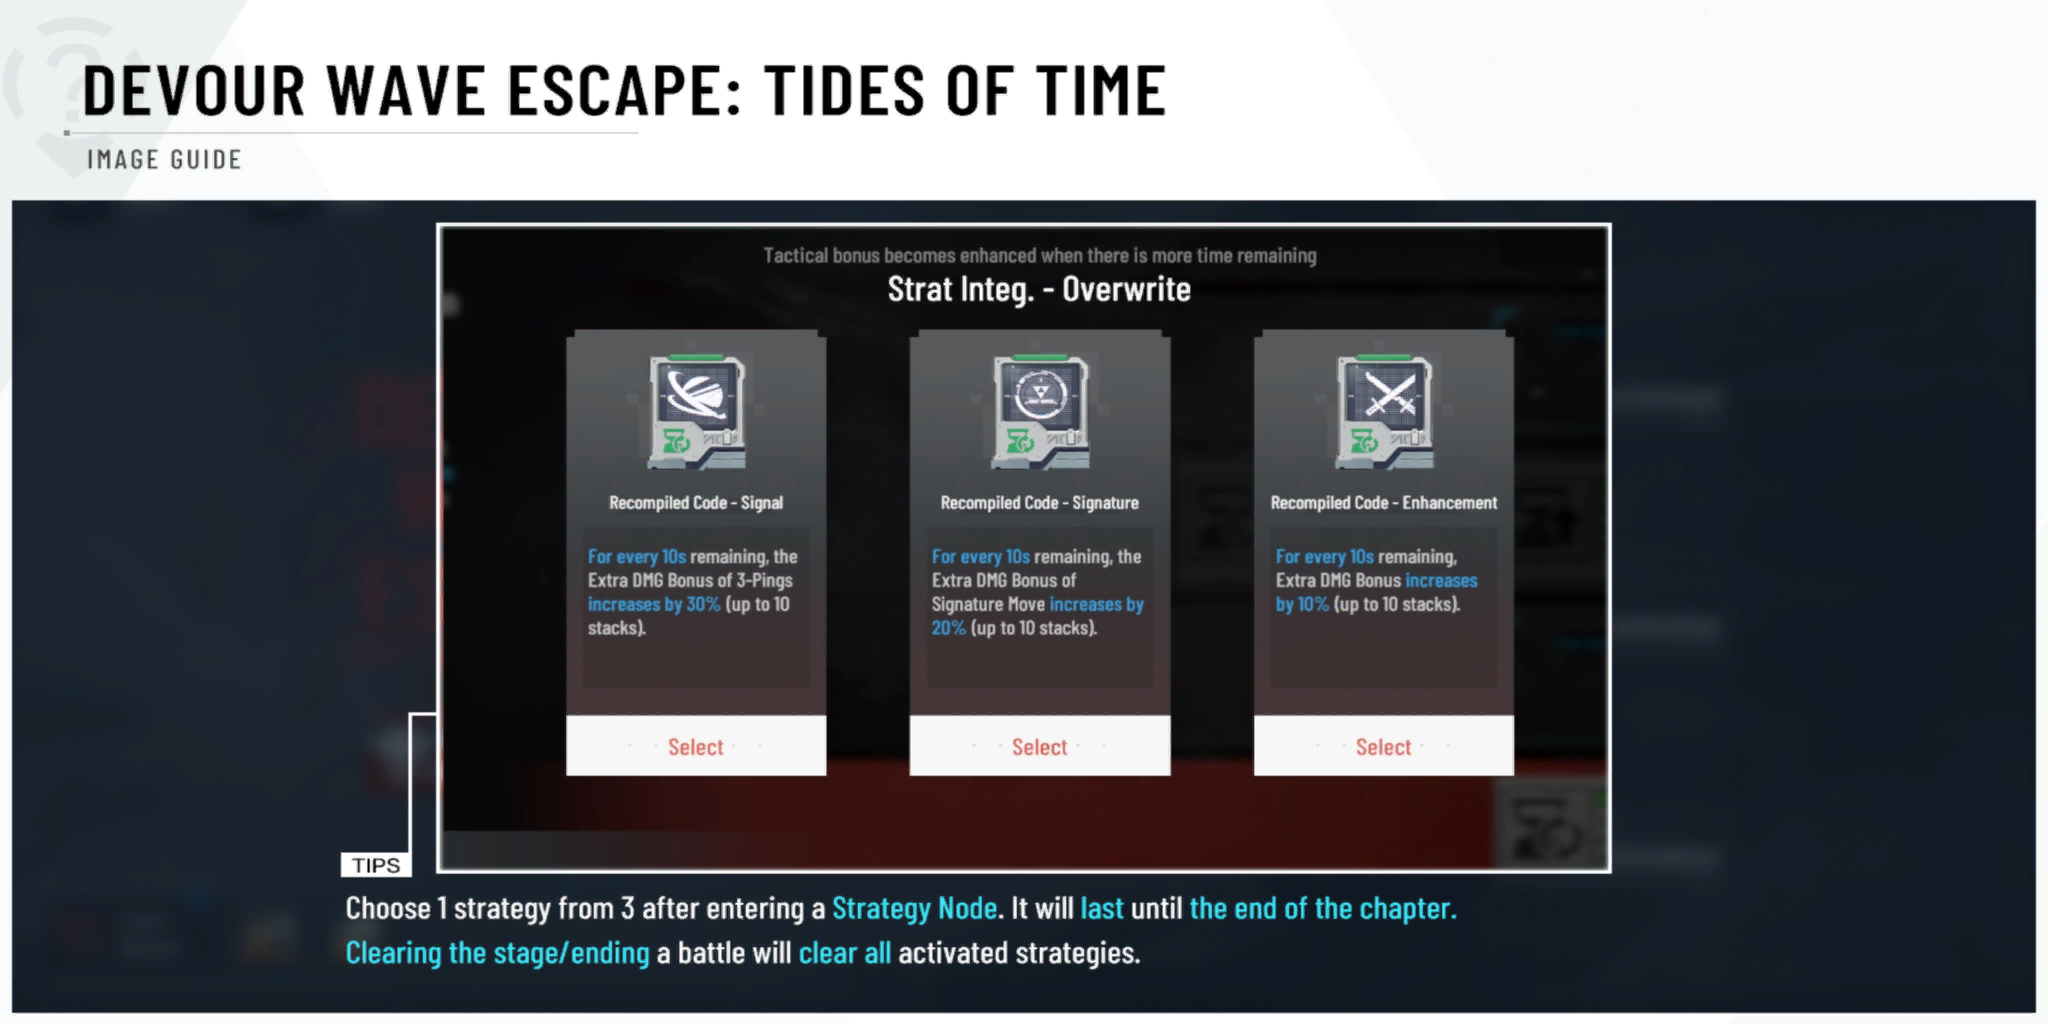 DEVOUR WAVE ESCAPE: TIDES OF TIME
IMAGE GUIDE
Tactical bonus becomes enhanced when there is more time remaining
Strat Integ. - Overwrite
Recompiled Code - Signal
For every 10s remaining, the
Extra DMG Bonus of 3-Pings
increases by 30% (up to 10
stacks).
Select
Recompiled Code - Signature
For every 10s remaining, the
Extra DMG Bonus of
Signature Move increases by
20% (up to 10 stacks).
Select
Recompiled Code - Enhancement
For every 10s remaining,
Extra DMG Bonus increases
by 10% (up to 10 stacks).
Select
TIPS
Choose 1 strategy from 3 after entering a Strategy Node. It will last until the end of the chapter.
Clearing the stage/ending a battle will clear all activated strategies.